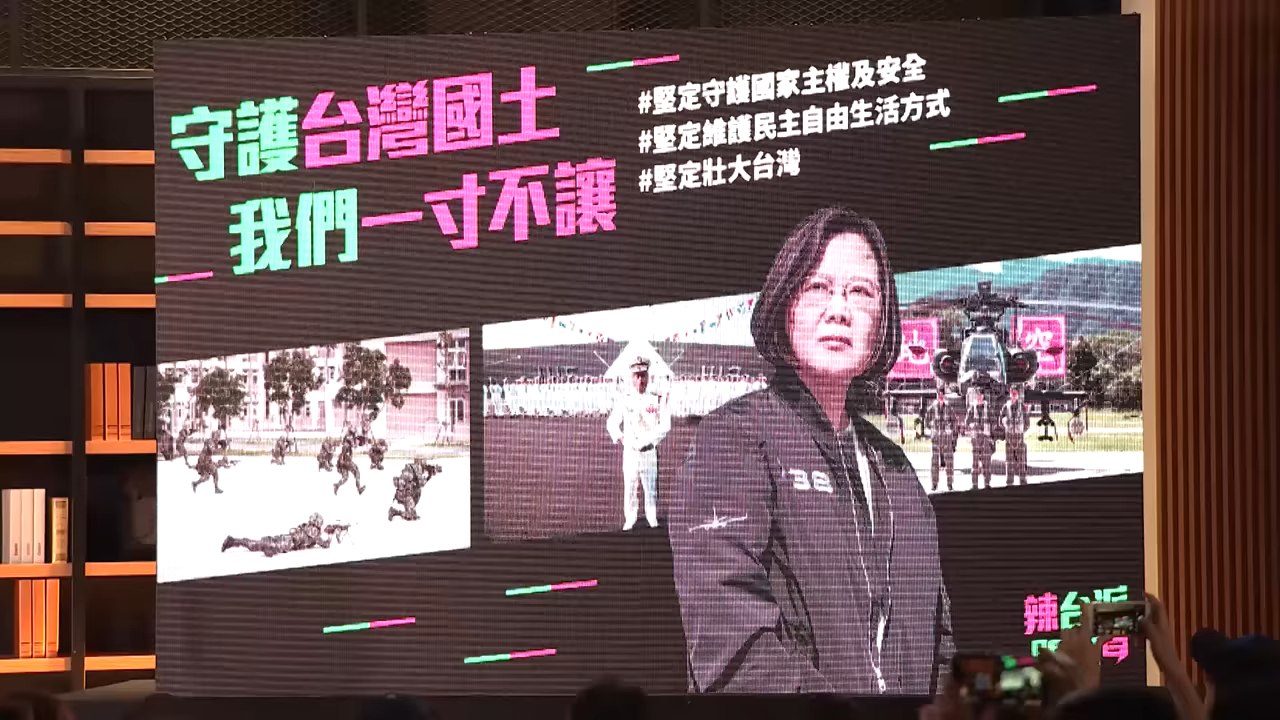 守護台灣國土
我們一寸不讓
#堅定守護國家主權及安全
#堅定維護民主自由生活方式
#堅定壯大台灣
空
38
辣台派